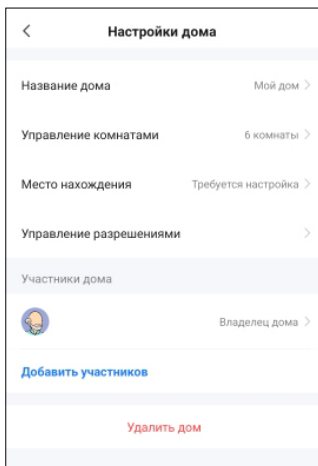 Настройки дома
Название дома Мой дом
Управление комнатами 6 комнаты
Место нахождения Требуется настройка
Управление разрешениями
Участники дома
Владелец дома
Добавить участников
Удалить дом